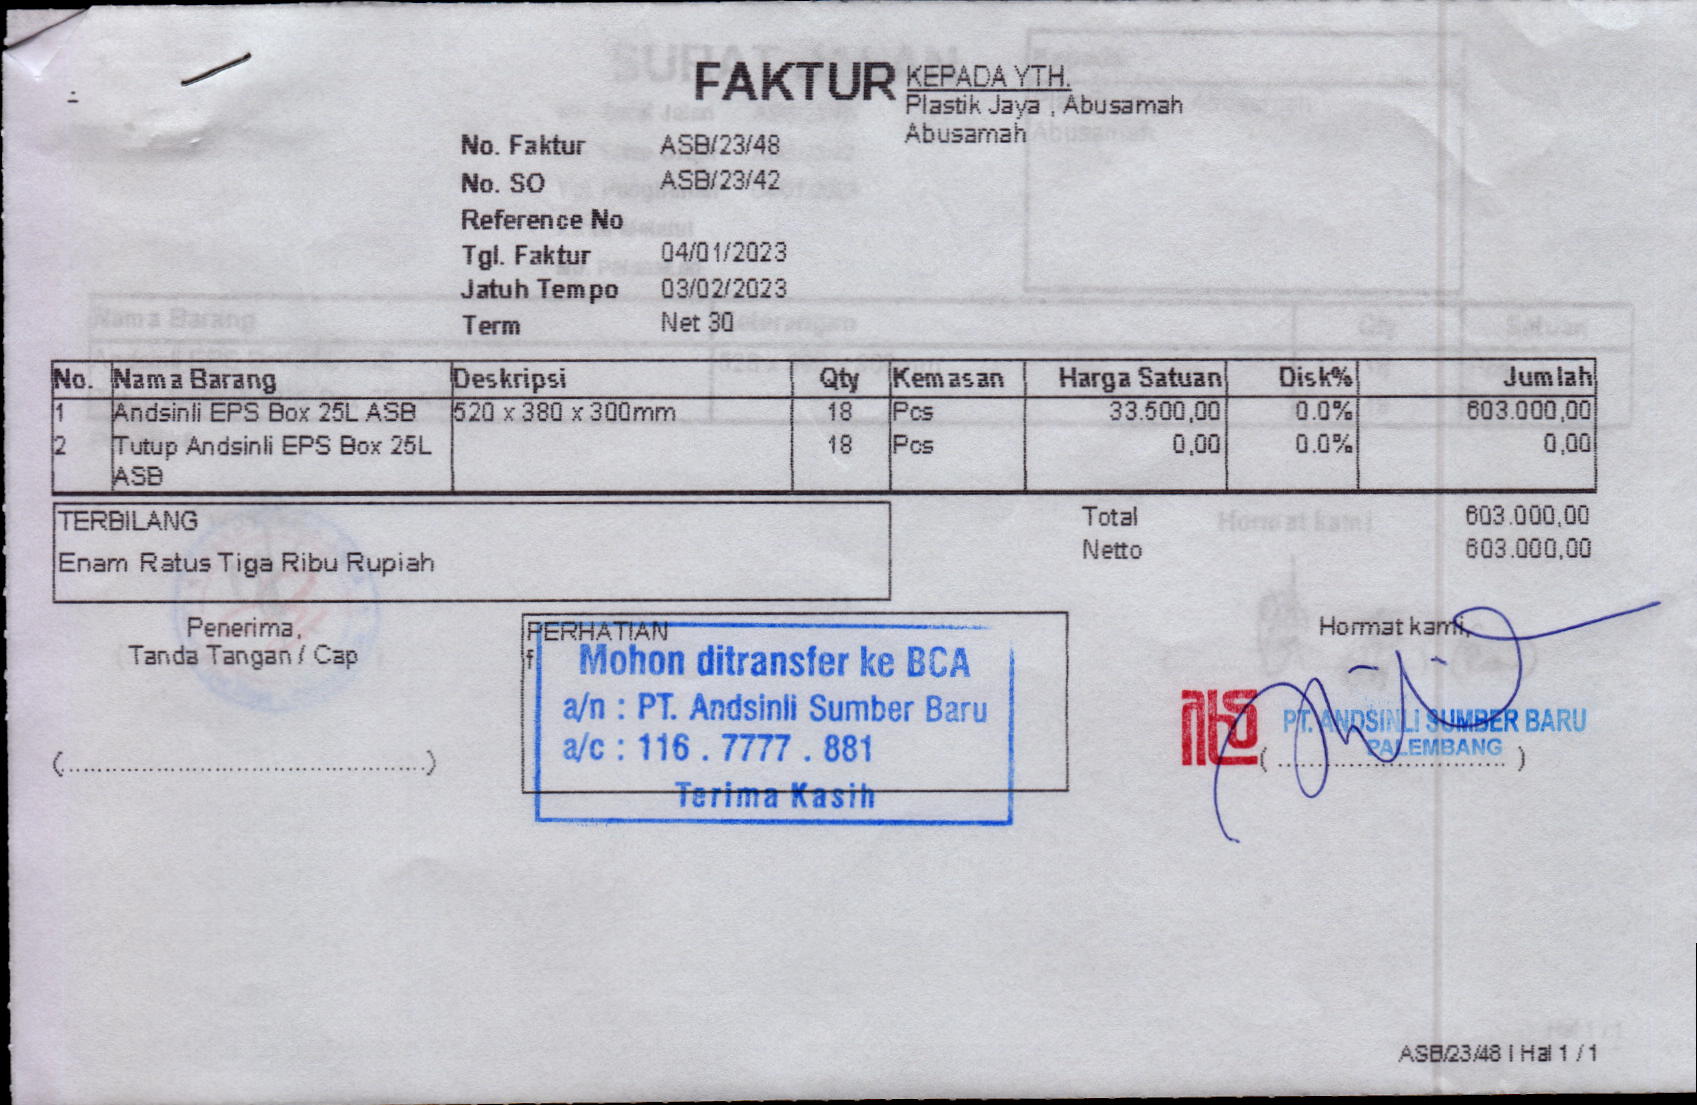 FAKTUR
KEPADA YTH.
Plastik Jaya , Abusamah
Abusamah
No. Faktur ASB/23/48
No. SO ASB/23/42
Reference No
Tgl. Faktur 04/01/2023
Jatuh Tempo 03/02/2023
Term Net 30
No. Nama Barang Deskripsi Qty Kemasan Harga Satuan Disk% Jumlah
1 Andsinli EPS Box 25L ASB 520 x 380 x 300mm 18 Pcs 33.500,00 0.0% 603.000,00
2 Tutup Andsinli EPS Box 25L 18 Pcs 0,00 0.0% 0,00
ASB
TERBILANG
Enam Ratus Tiga Ribu Rupiah
Total 603.000,00
Netto 603.000,00
Penerima,
Tanda Tangan / Cap
(........................................................)
PERHATIAN
Mohon ditransfer ke BCA
a/n : PT. Andsinli Sumber Baru
a/c : 116 . 7777 . 881
Terima Kasih
Hormat kami,
PT. ANDSINLI SUMBER BARU
PALEMBANG
( .................................... )
ASB/23/48 | Hal 1 / 1